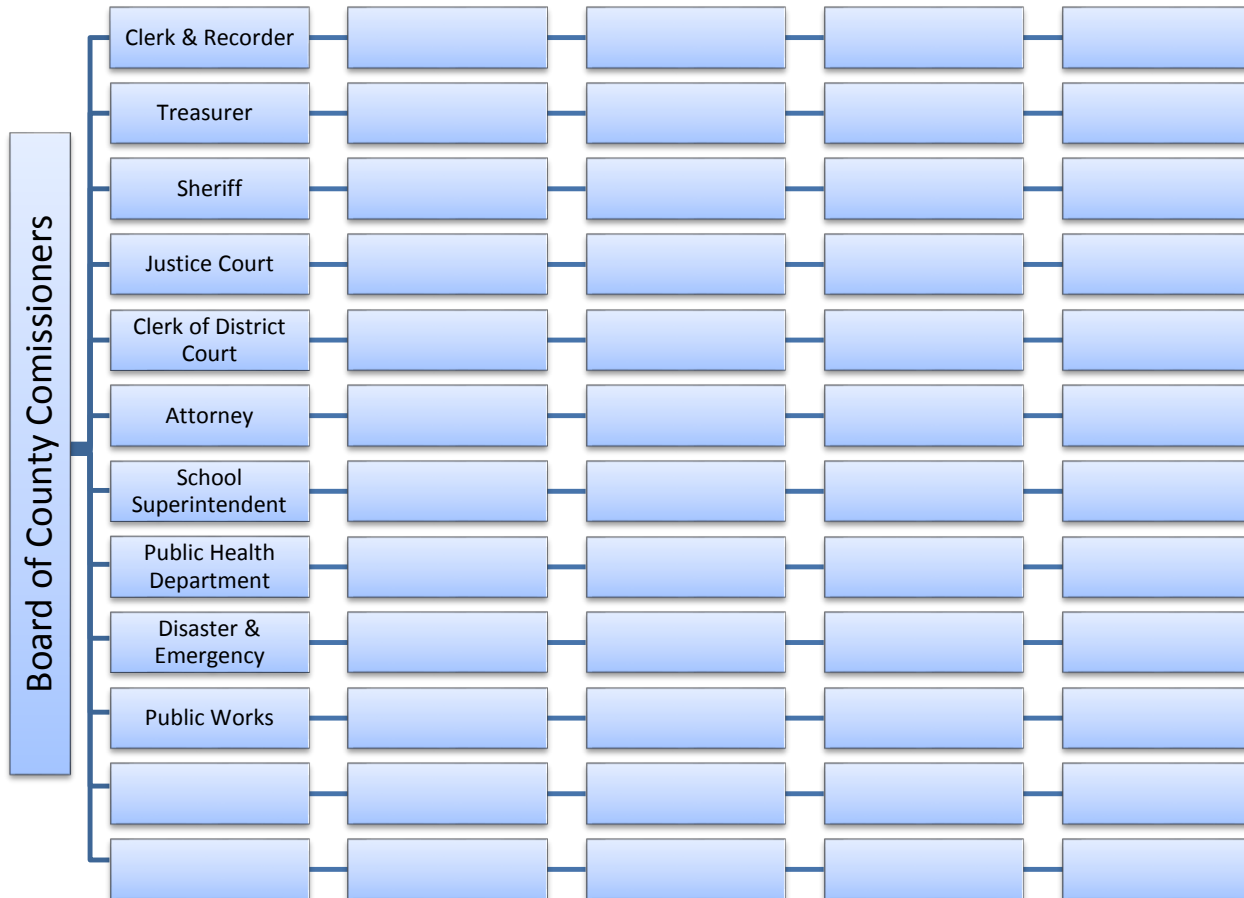 Board of County Comissioners
Clerk & Recorder
Treasurer
Sheriff
Justice Court
Clerk of District
Court
Attorney
School
Superintendent
Public Health
Department
Disaster &
Emergency
Public Works